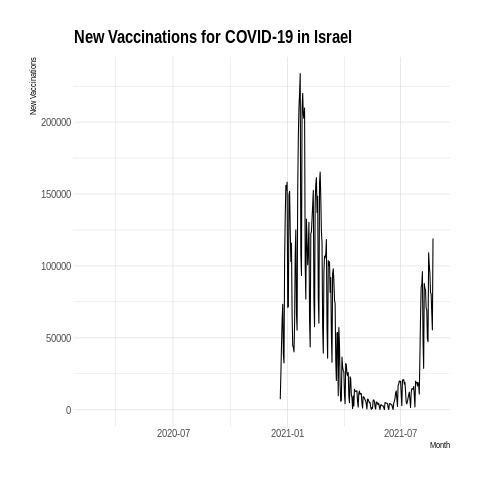 New Vaccinations for COVID-19 in Israel
New Vaccinations
200000
150000
100000
50000
0
2020-07 2021-01 2021-07
Month